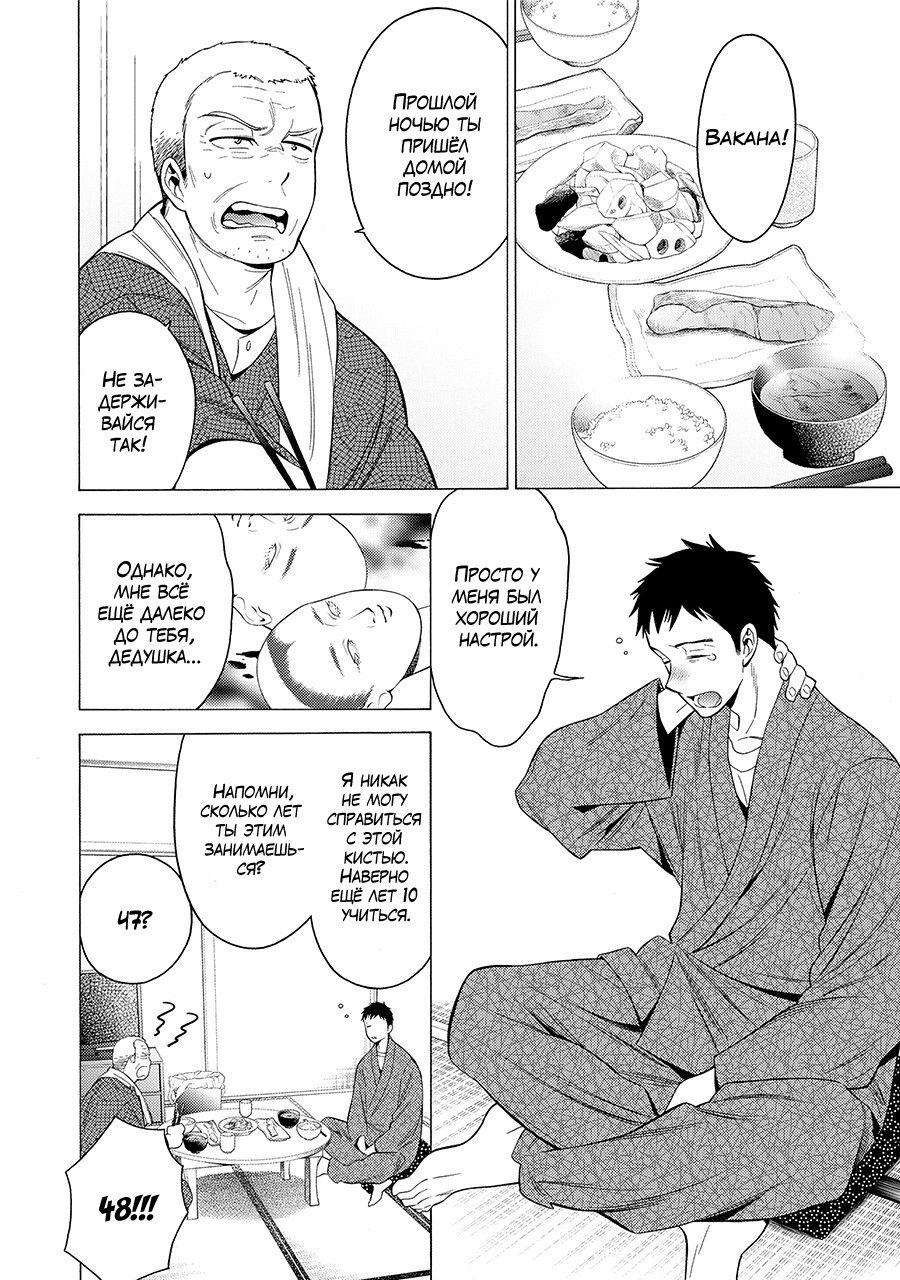 Вакана!
Прошлой
ночью ты
пришёл
домой
поздно!
Не за-
держи-
вайся
так!
Просто у
меня был
хороший
настрой.
Однако,
мне всё
ещё далеко
до тебя,
дедушка...
Я никак
не могу
справиться
с этой
кистью.
Наверно
ещё лет 10
учиться.
Напомни,
сколько лет
ты этим
занимаешь-
ся?
47?
48!!!